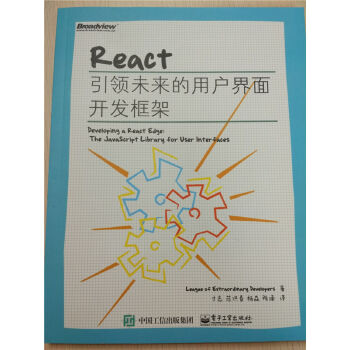 Broadview
React
引领未来的用户界面
开发框架
Developing a React Edge:
The JavaScript Library for User Interfaces
League of Extraordinary Developers 著
译
中国工信出版集团
电子工业出版社